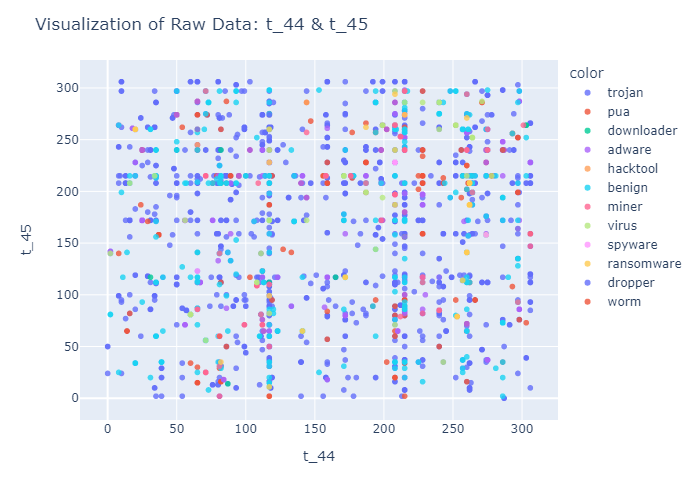 Visualization of Raw Data: t_44 & t_45
color
trojan
pua
downloader
adware
hacktool
benign
miner
virus
spyware
ransomware
dropper
worm
300
250
200
150
100
50
0
t_45
0
50
100
150
200
250
300
t_44